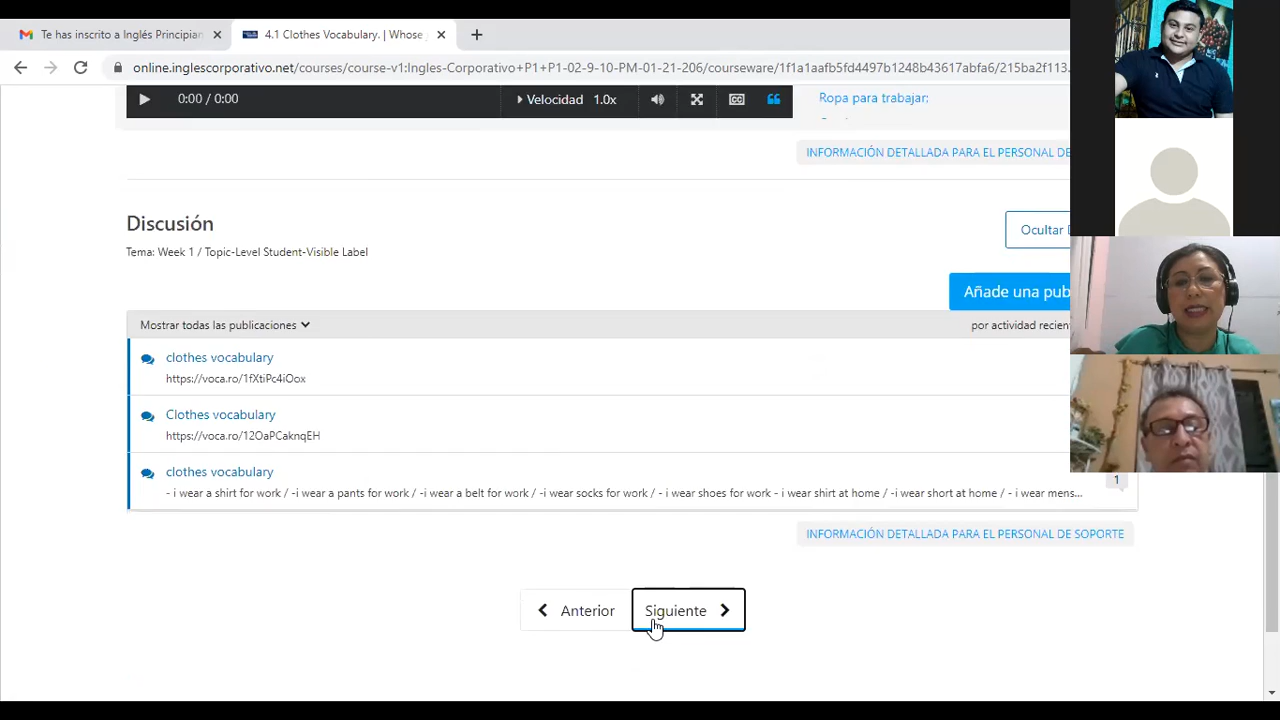 Te has inscrito a Inglés Principian
4.1 Clothes Vocabulary. | Whose
online.inglescorporativo.net/courses/course-v1:Ingles-Corporativo+P1+P1-02-9-10-PM-01-21-206/courseware/1f1a1aafb5fd4497b1248b43617abfa6/215ba2f113
0:00 / 0:00
Velocidad 1.0x
CC
Ropa para trabajar:
INFORMACIÓN DETALLADA PARA EL PERSONAL DE
Discusión
Ocultar
Tema: Week 1 / Topic-Level Student-Visible Label
Añade una pub
Mostrar todas las publicaciones
por actividad recien
clothes vocabulary
https://voca.ro/1fXtiPc4iOox
Clothes vocabulary
https://voca.ro/12OaPCaknqEH
clothes vocabulary
- i wear a shirt for work / -i wear a pants for work / -i wear a belt for work / -i wear socks for work / - i wear shoes for work - i wear shirt at home / -i wear short at home / - i wear mens...
1
INFORMACIÓN DETALLADA PARA EL PERSONAL DE SOPORTE
Anterior
Siguiente